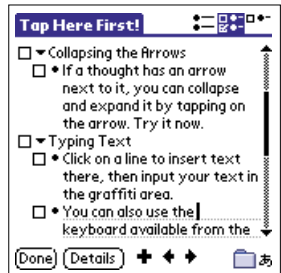 Tap Here First!
Collapsing the Arrows
If a thought has an arrow
next to it, you can collapse
and expand it by tapping on
the arrow. Try it now.
Typing Text
Click on a line to insert text
there, then input your text in
the graffiti area.
You can also use the
keyboard available from the
Done Details あ